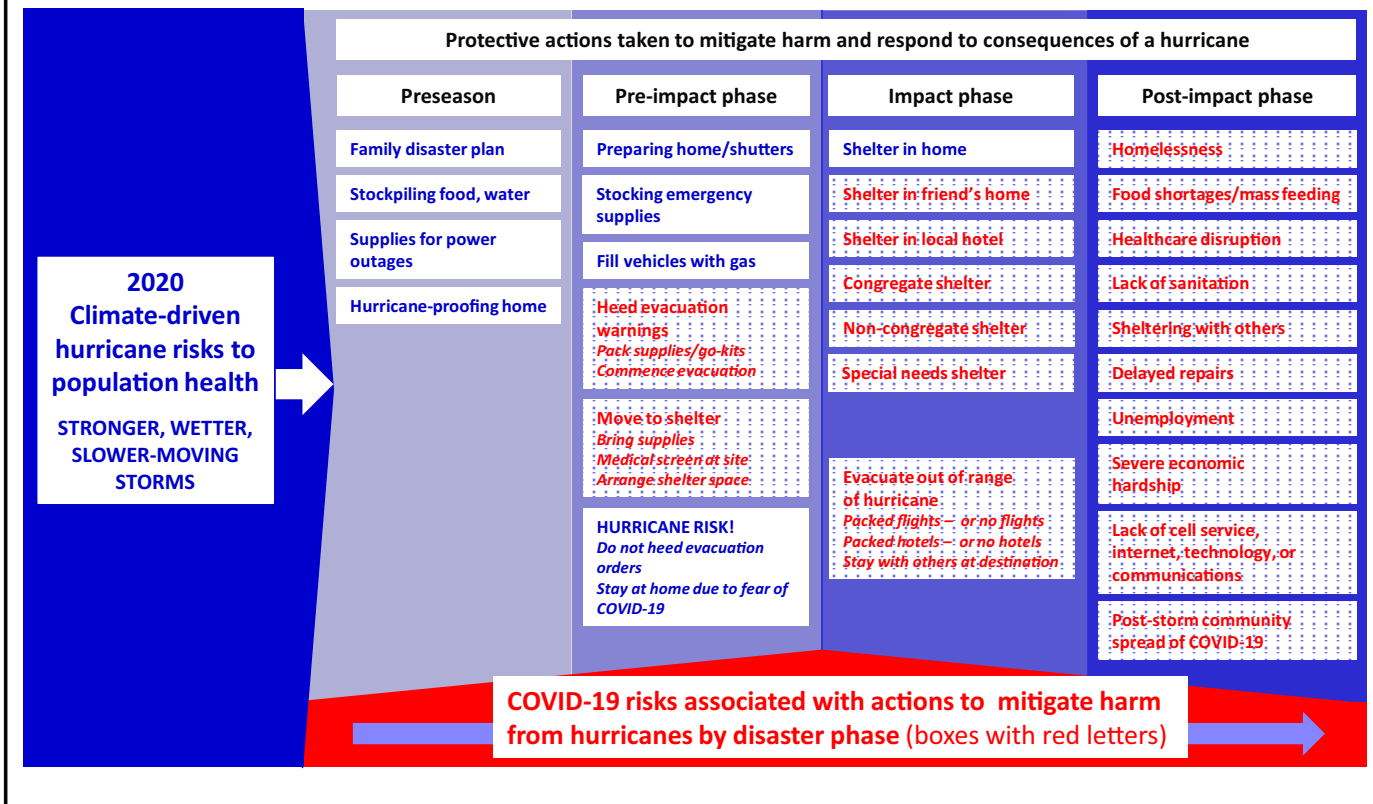 Protective actions taken to mitigate harm and respond to consequences of a hurricane
2020
Climate-driven
hurricane risks to
population health
STRONGER, WETTER,
SLOWER-MOVING
STORMS
Preseason
Family disaster plan
Stockpiling food, water
Supplies for power
outages
Hurricane-proofing home
Pre-impact phase
Preparing home/shutters
Stocking emergency
supplies
Fill vehicles with gas
Heed evacuation
warnings
Pack supplies/go-kits
Commence evacuation
Move to shelter
Bring supplies
Medical screen at site
Arrange shelter space
HURRICANE RISK!
Do not heed evacuation
orders
Stay at home due to fear of
COVID-19
Impact phase
Shelter in home
Shelter in friend's home
Shelter in local hotel
Congregate shelter
Non-congregate shelter
Special needs shelter
Evacuate out of range
of hurricane
Packed flights – or no flights
Packed hotels – or no hotels
Stay with others at destination
Post-impact phase
Homelessness
Food shortages/mass feeding
Healthcare disruption
Lack of sanitation
Sheltering with others
Delayed repairs
Unemployment
Severe economic
hardship
Lack of cell service,
internet, technology, or
communications
Post-storm community
spread of COVID-19
COVID-19 risks associated with actions to mitigate harm
from hurricanes by disaster phase (boxes with red letters)